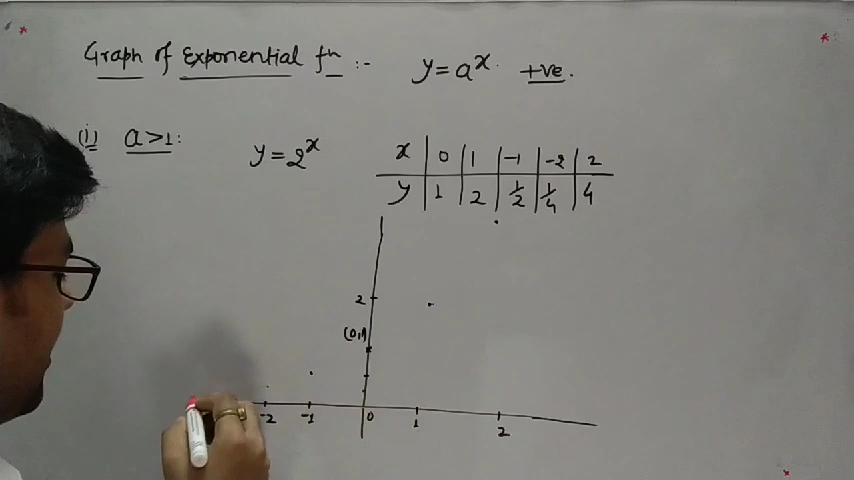 Graph of Exponential fn :- y = a^x. +ve.
(i) a > 1: y = 2^x
x 0 1 -1 -2 2
y 1 2 1/2 1/4 4
2
(0,1)
-2 -1 0 1 2